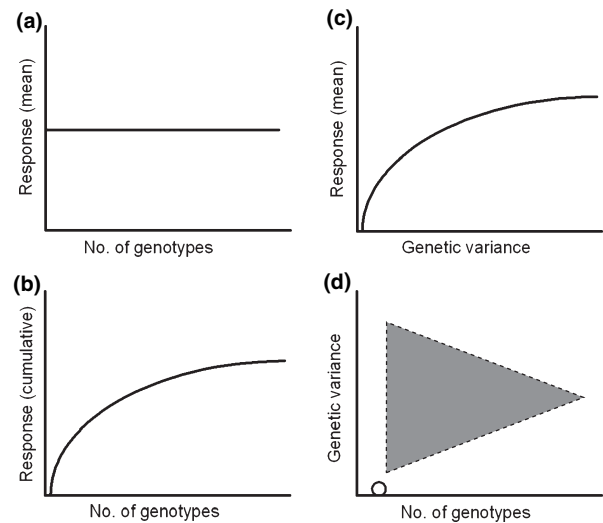 (a)
Response (mean)
No. of genotypes
(b)
Response (cumulative)
No. of genotypes
(c)
Response (mean)
Genetic variance
(d)
Genetic variance
No. of genotypes